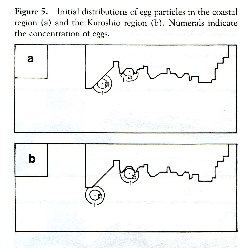 Figure 5. Initial distributions of egg particles in the coastal
region (a) and the Kuroshio region (b). Numerals indicate
the concentration of eggs.
a
b